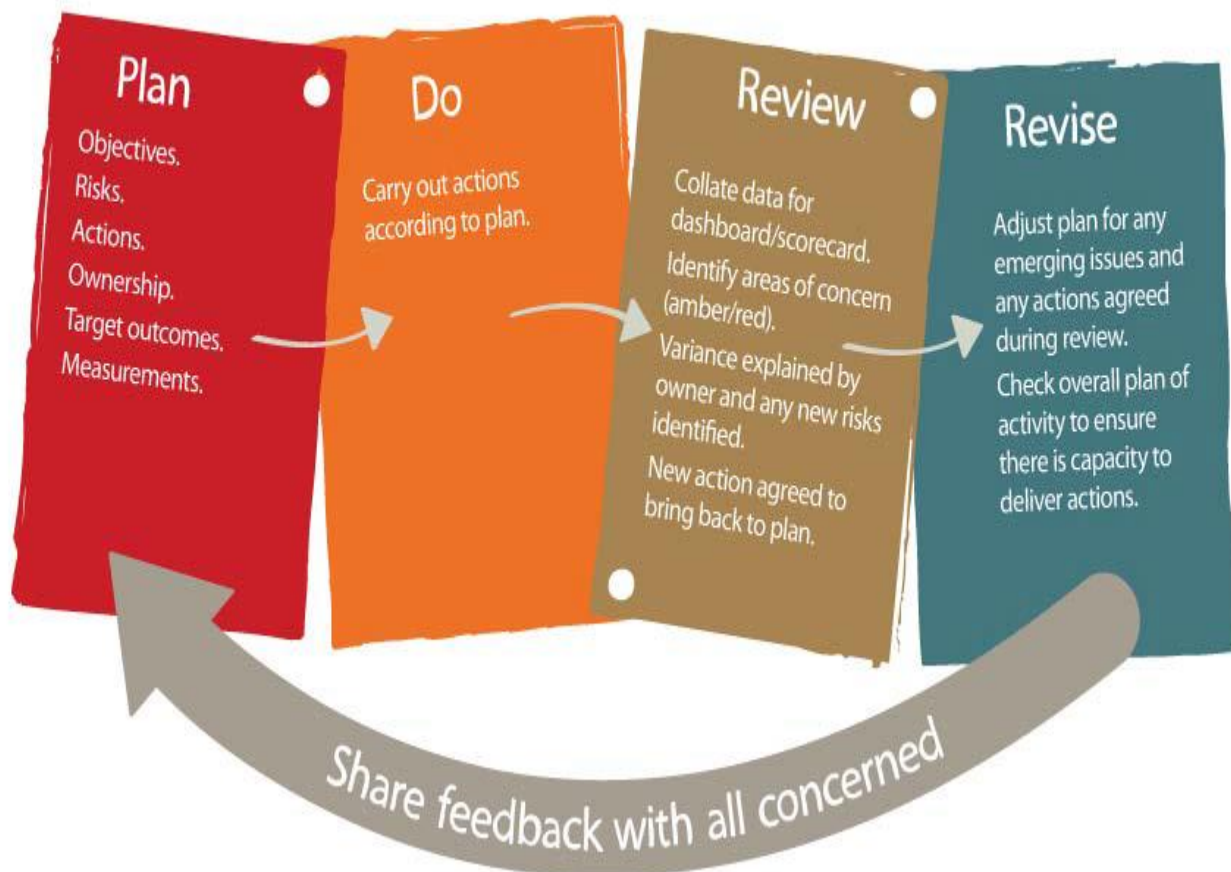 Plan
Objectives.
Risks.
Actions.
Ownership.
Target outcomes.
Measurements.
Do
Carry out actions
according to plan.
Review
Collate data for
dashboard/scorecard.
Identify areas of concern
(amber/red).
Variance explained by
owner and any new risks
identified.
New action agreed to
bring back to plan.
Revise
Adjust plan for any
emerging issues and
any actions agreed
during review.
Check overall plan of
activity to ensure
there is capacity to
deliver actions.
Share feedback with all concerned